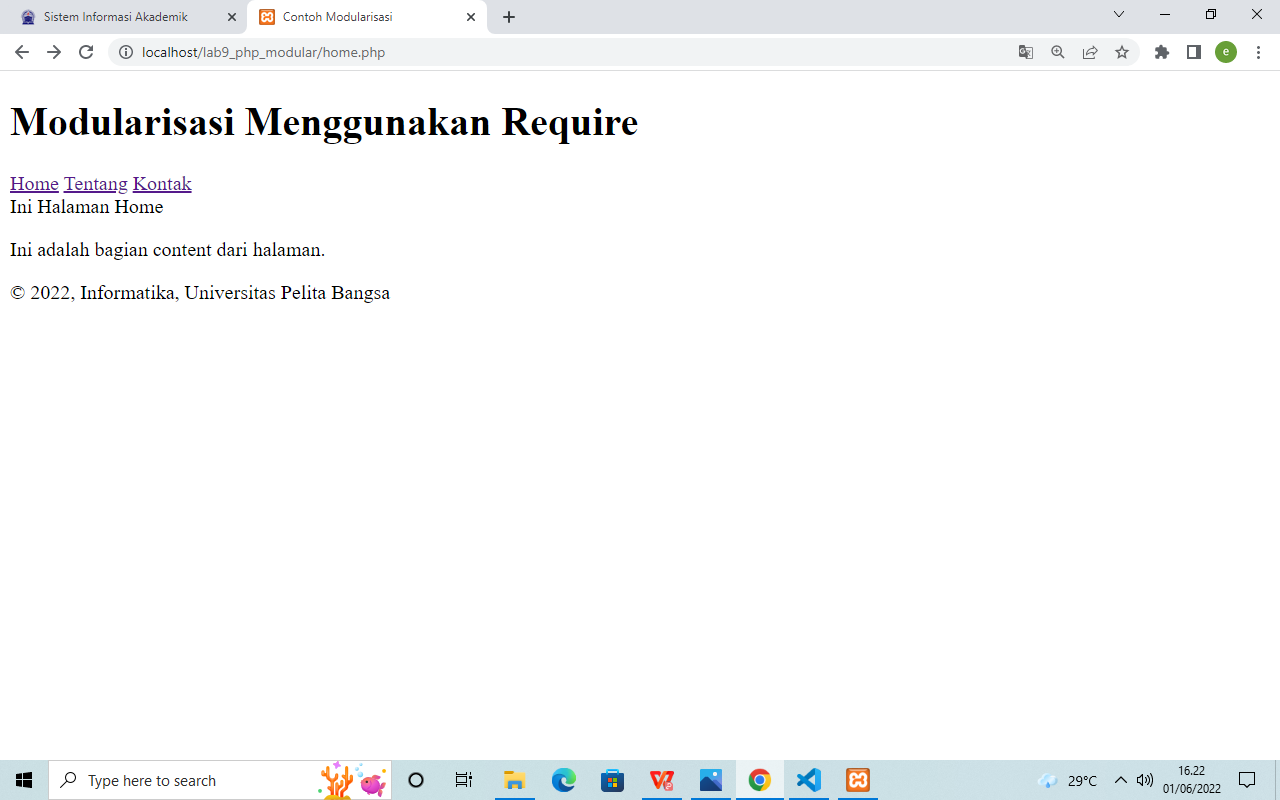 Sistem Informasi Akademik
Contoh Modularisasi
localhost/lab9_php_modular/home.php
e
Modularisasi Menggunakan Require
Home Tentang Kontak
Ini Halaman Home
Ini adalah bagian content dari halaman.
© 2022, Informatika, Universitas Pelita Bangsa
Type here to search
29°C
16.22
01/06/2022